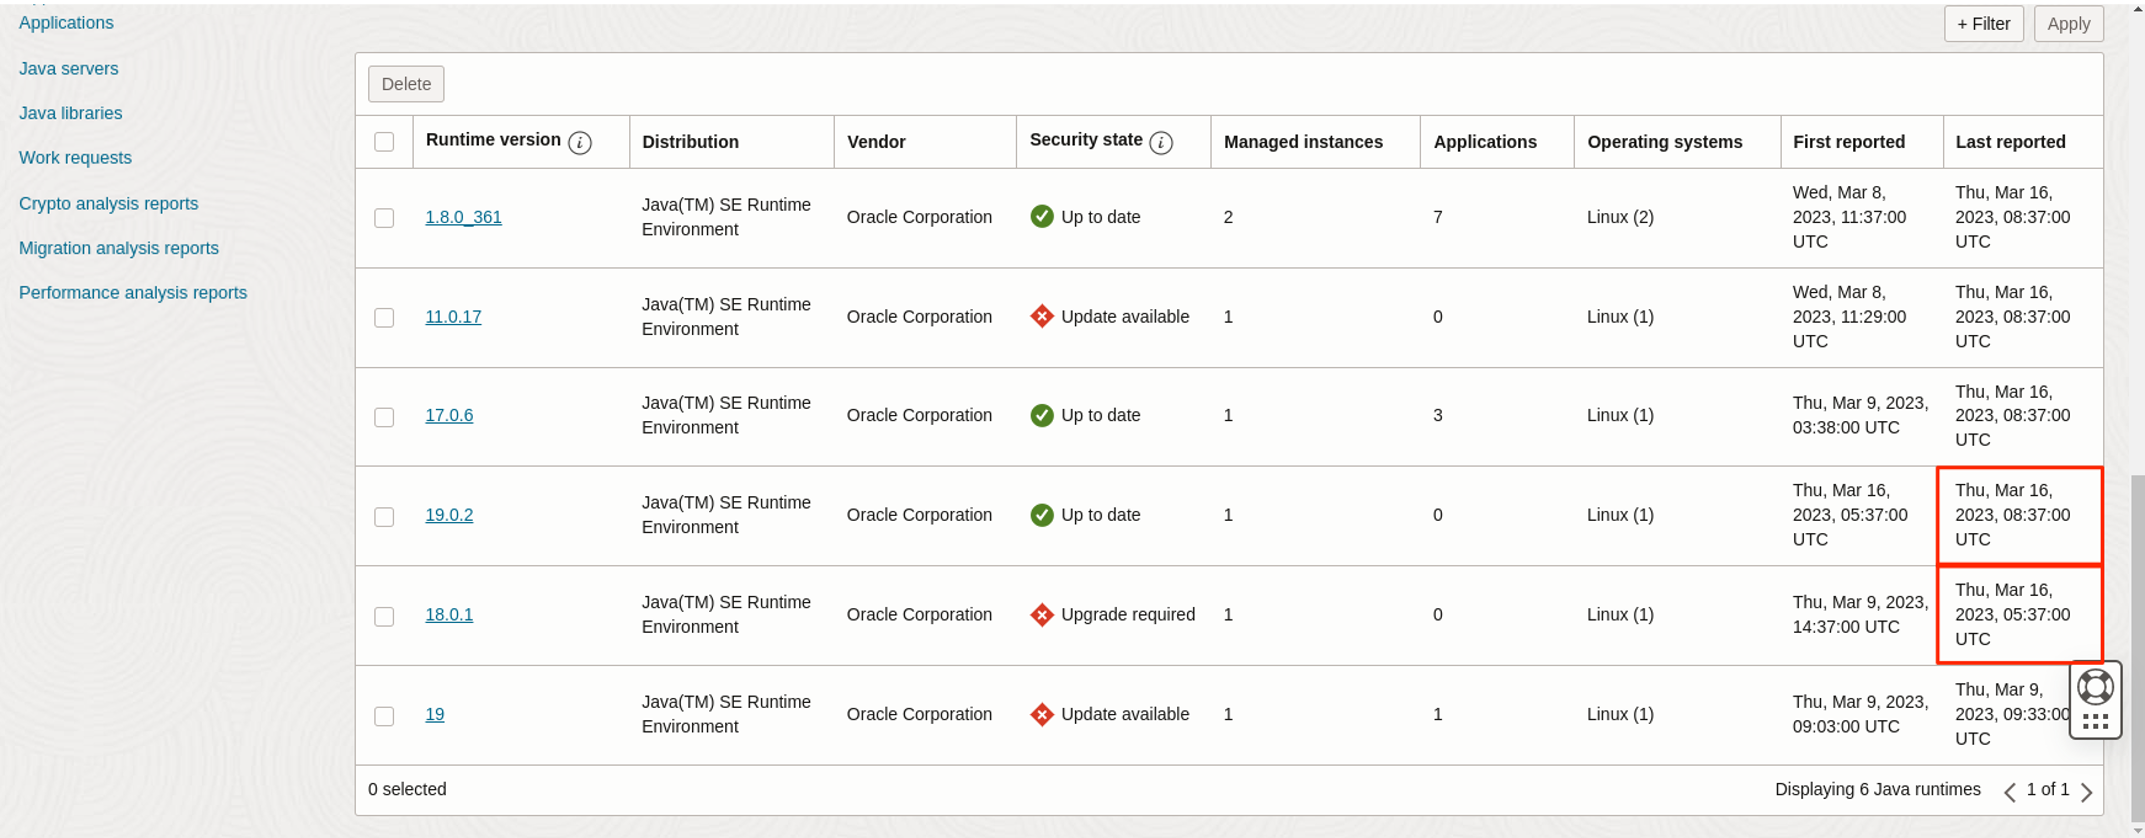 Applications
Java servers
Java libraries
Work requests
Crypto analysis reports
Migration analysis reports
Performance analysis reports
+ Filter
Apply
Delete
Runtime version
Distribution
Vendor
Security state
Managed instances
Applications
Operating systems
First reported
Last reported
1.8.0_361
Java(TM) SE Runtime
Environment
Oracle Corporation
Up to date
2
7
Linux (2)
Wed, Mar 8,
2023, 11:37:00
UTC
Thu, Mar 16,
2023, 08:37:00
UTC
11.0.17
Java(TM) SE Runtime
Environment
Oracle Corporation
Update available
1
0
Linux (1)
Wed, Mar 8,
2023, 11:29:00
UTC
Thu, Mar 16,
2023, 08:37:00
UTC
17.0.6
Java(TM) SE Runtime
Environment
Oracle Corporation
Up to date
1
3
Linux (1)
Thu, Mar 9, 2023,
03:38:00 UTC
Thu, Mar 16,
2023, 08:37:00
UTC
19.0.2
Java(TM) SE Runtime
Environment
Oracle Corporation
Up to date
1
0
Linux (1)
Thu, Mar 16,
2023, 05:37:00
UTC
Thu, Mar 16,
2023, 08:37:00
UTC
18.0.1
Java(TM) SE Runtime
Environment
Oracle Corporation
Upgrade required
1
0
Linux (1)
Thu, Mar 9, 2023,
14:37:00 UTC
Thu, Mar 16,
2023, 05:37:00
UTC
19
Java(TM) SE Runtime
Environment
Oracle Corporation
Update available
1
1
Linux (1)
Thu, Mar 9, 2023,
09:03:00 UTC
Thu, Mar 9,
2023, 09:33:00
UTC
0 selected
Displaying 6 Java runtimes
1 of 1